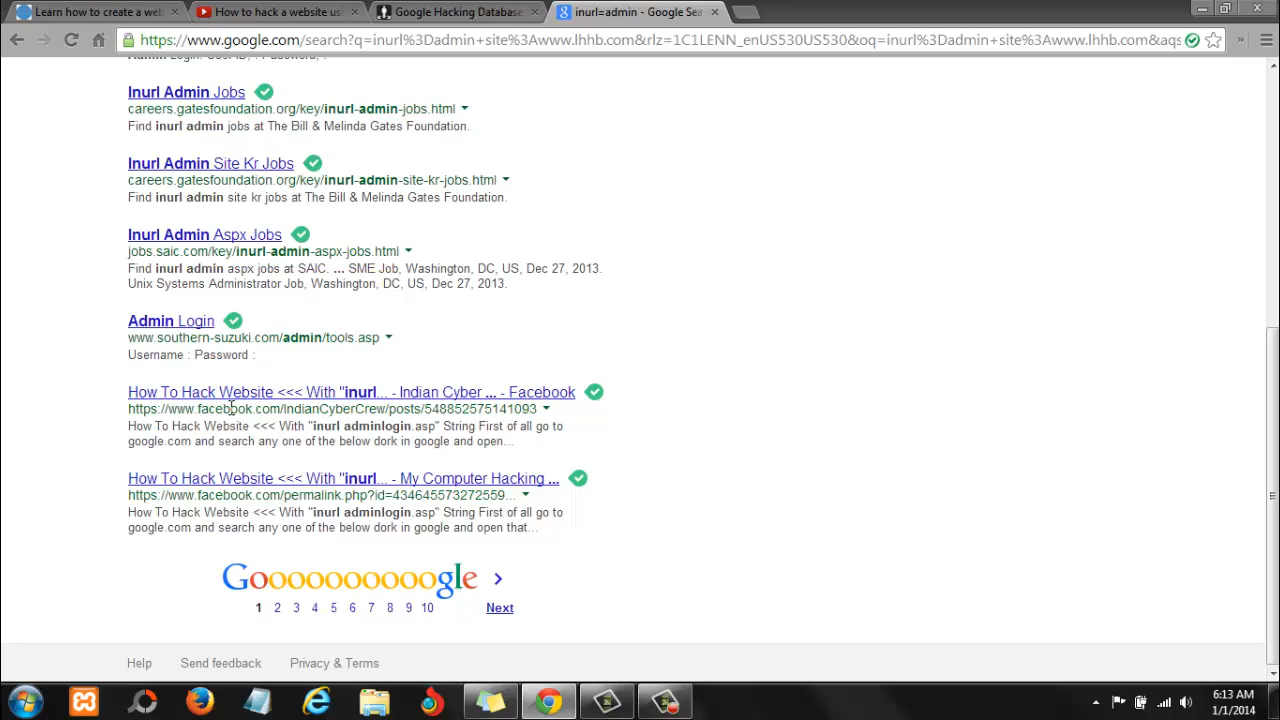 Learn how to create a web
How to hack a website usi
Google Hacking Database
inurl=admin - Google Sea
https://www.google.com/search?q=inurl%3Dadmin+site%3Awww.lhhb.com&rlz=1C1LENN_enUS530US530&oq=inurl%3Dadmin+site%3Awww.lhhb.com&aqs
Inurl Admin Jobs
careers.gatesfoundation.org/key/inurl-admin-jobs.html
Find inurl admin jobs at The Bill & Melinda Gates Foundation.
Inurl Admin Site Kr Jobs
careers.gatesfoundation.org/key/inurl-admin-site-kr-jobs.html
Find inurl admin site kr jobs at The Bill & Melinda Gates Foundation.
Inurl Admin Aspx Jobs
jobs.saic.com/key/inurl-admin-aspx-jobs.html
Find inurl admin aspx jobs at SAIC. ... SME Job, Washington, DC, US, Dec 27, 2013.
Unix Systems Administrator Job, Washington, DC, US, Dec 27, 2013.
Admin Login
www.southern-suzuki.com/admin/tools.asp
Username : Password :
How To Hack Website <<< With "inurl... - Indian Cyber ... - Facebook
https://www.facebook.com/IndianCyberCrew/posts/548852575141093
How To Hack Website <<< With "inurl adminlogin.asp" String First of all go to
google.com and search any one of the below dork in google and open...
How To Hack Website <<< With "inurl... - My Computer Hacking ...
https://www.facebook.com/permalink.php?id=434645573272559...
How To Hack Website <<< With "inurl adminlogin.asp" String First of all go to
google.com and search any one of the below dork in google and open that...
Goooooooooogle >
1 2 3 4 5 6 7 8 9 10 Next
Help Send feedback Privacy & Terms
6:13 AM
1/1/2014